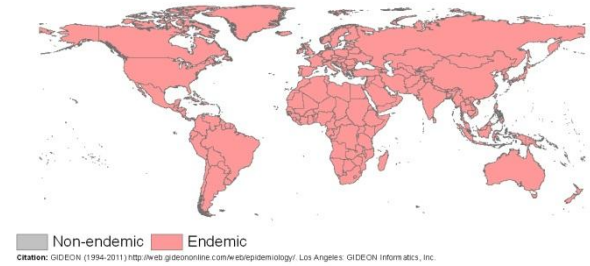 Non-endemic Endemic
Citation: GIDEON (1994-2011) http://web.gideononline.com/web/epidemiology/. Los Angeles: GIDEON Informatics, Inc.